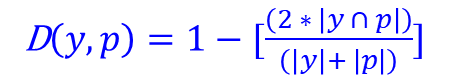 D(y, p) = 1 − [(2 * |y ∩ p|) / (|y|+ |p|)]